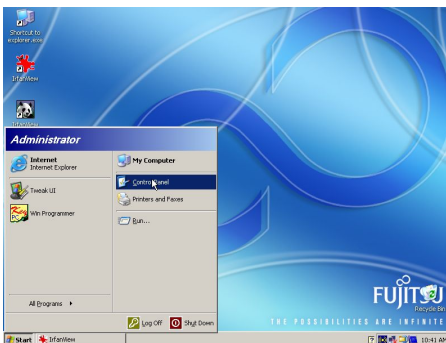 Shortcut to
explorer.exe
IrfanView
Administrator
Internet
Internet Explorer
Tweak UI
Win Programmer
All Programs
My Computer
Control Panel
Printers and Faxes
Run...
Log Off
Shut Down
FUJITSU
Recycle Bin
THE POSSIBILITIES ARE INFINITE
Start
IrfanView
10:41 AM